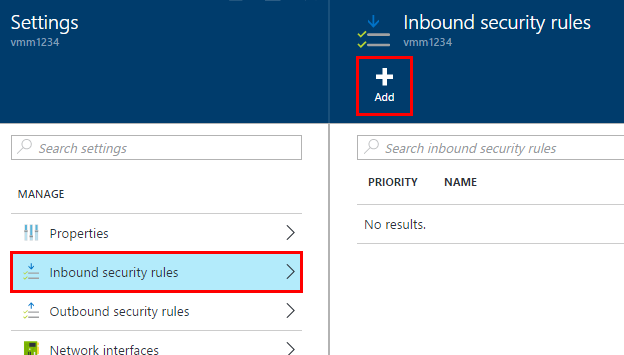 Settings
vmm1234
Search settings
MANAGE
Properties
Inbound security rules
Outbound security rules
Network interfaces
Inbound security rules
vmm1234
Add
Search inbound security rules
PRIORITY NAME
No results.